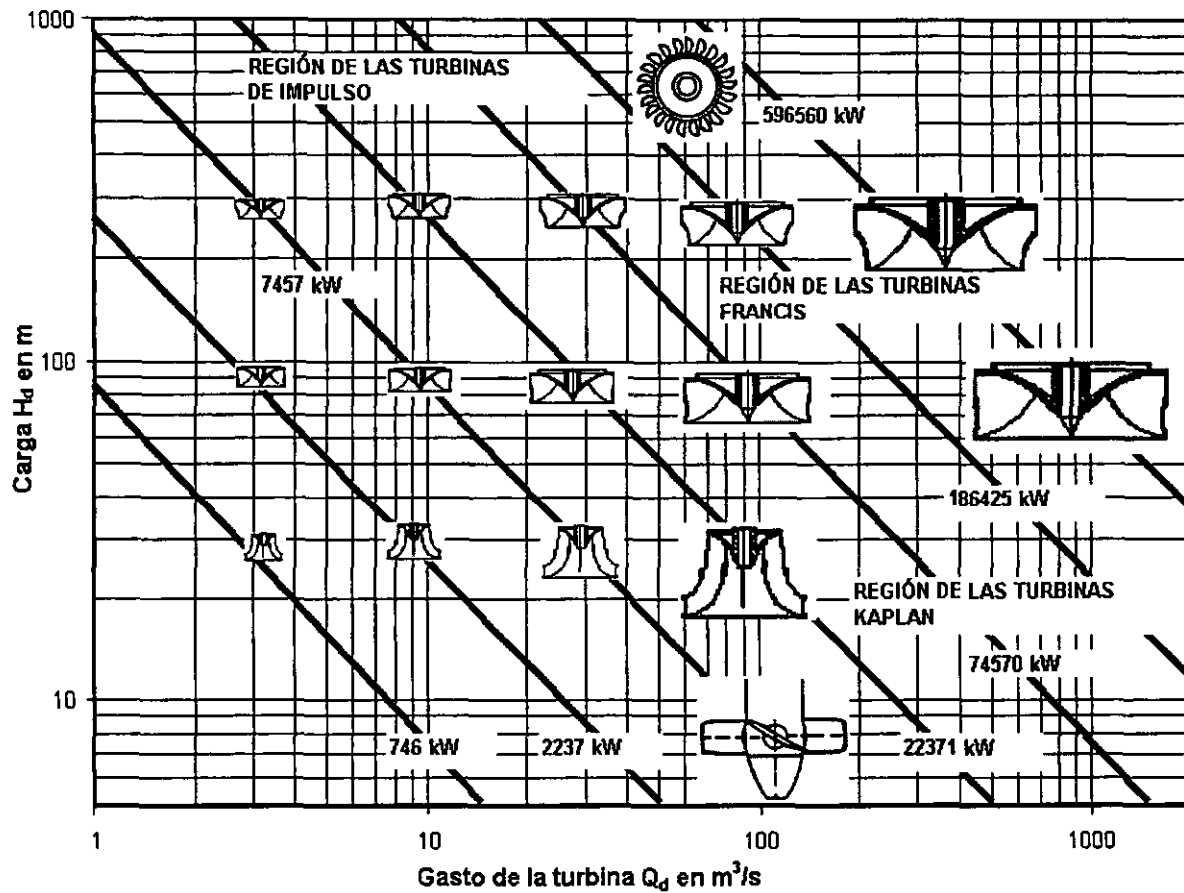 1000
REGIÓN DE LAS TURBINAS
DE IMPULSO
596560 kW
7457 kW
REGIÓN DE LAS TURBINAS
FRANCIS
100
Carga Hd en m
186425 kW
REGIÓN DE LAS TURBINAS
KAPLAN
74570 kW
10
746 kW
2237 kW
22371 kW
1
10
100
1000
Gasto de la turbina Qd en m³/s